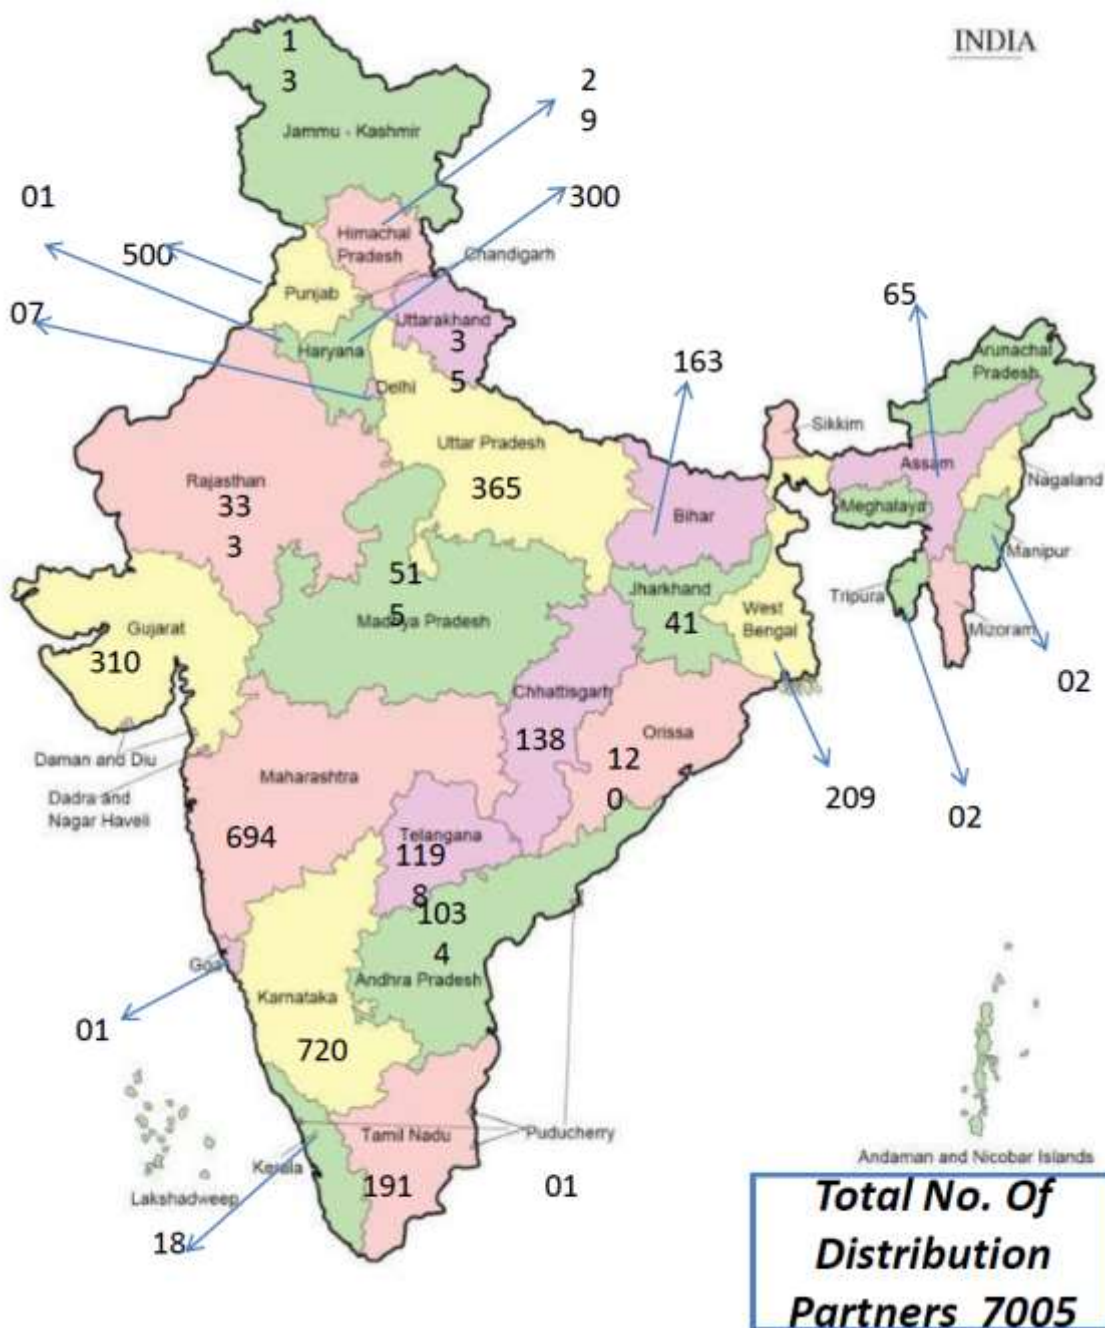 INDIA
1
3
2
9
Jammu - Kashmir
01
300
Himachal
Pradesh
Chandigarh
500
Punjab
07
65
Uttarakhand
3
5
Haryana
163
Arunachal
Pradesh
Delhi
Sikkim
Uttar Pradesh
Assam
Rajasthan
365
Nagaland
33
3
Meghalaya
Bihar
Manipur
51
5
Jharkhand
Tripura
Gujarat
Madhya Pradesh
41
West
Bengal
Mizoram
310
02
Chhattisgarh
138
Orissa
12
0
Daman and Diu
Maharashtra
Dadra and
Nagar Haveli
209
02
694
Telangana
119
8
103
4
Goa
Andhra Pradesh
Karnataka
01
720
Tamil Nadu
Puducherry
Kerala
Andaman and Nicobar Islands
Lakshadweep
191
01
18
Total No. Of
Distribution
Partners 7005